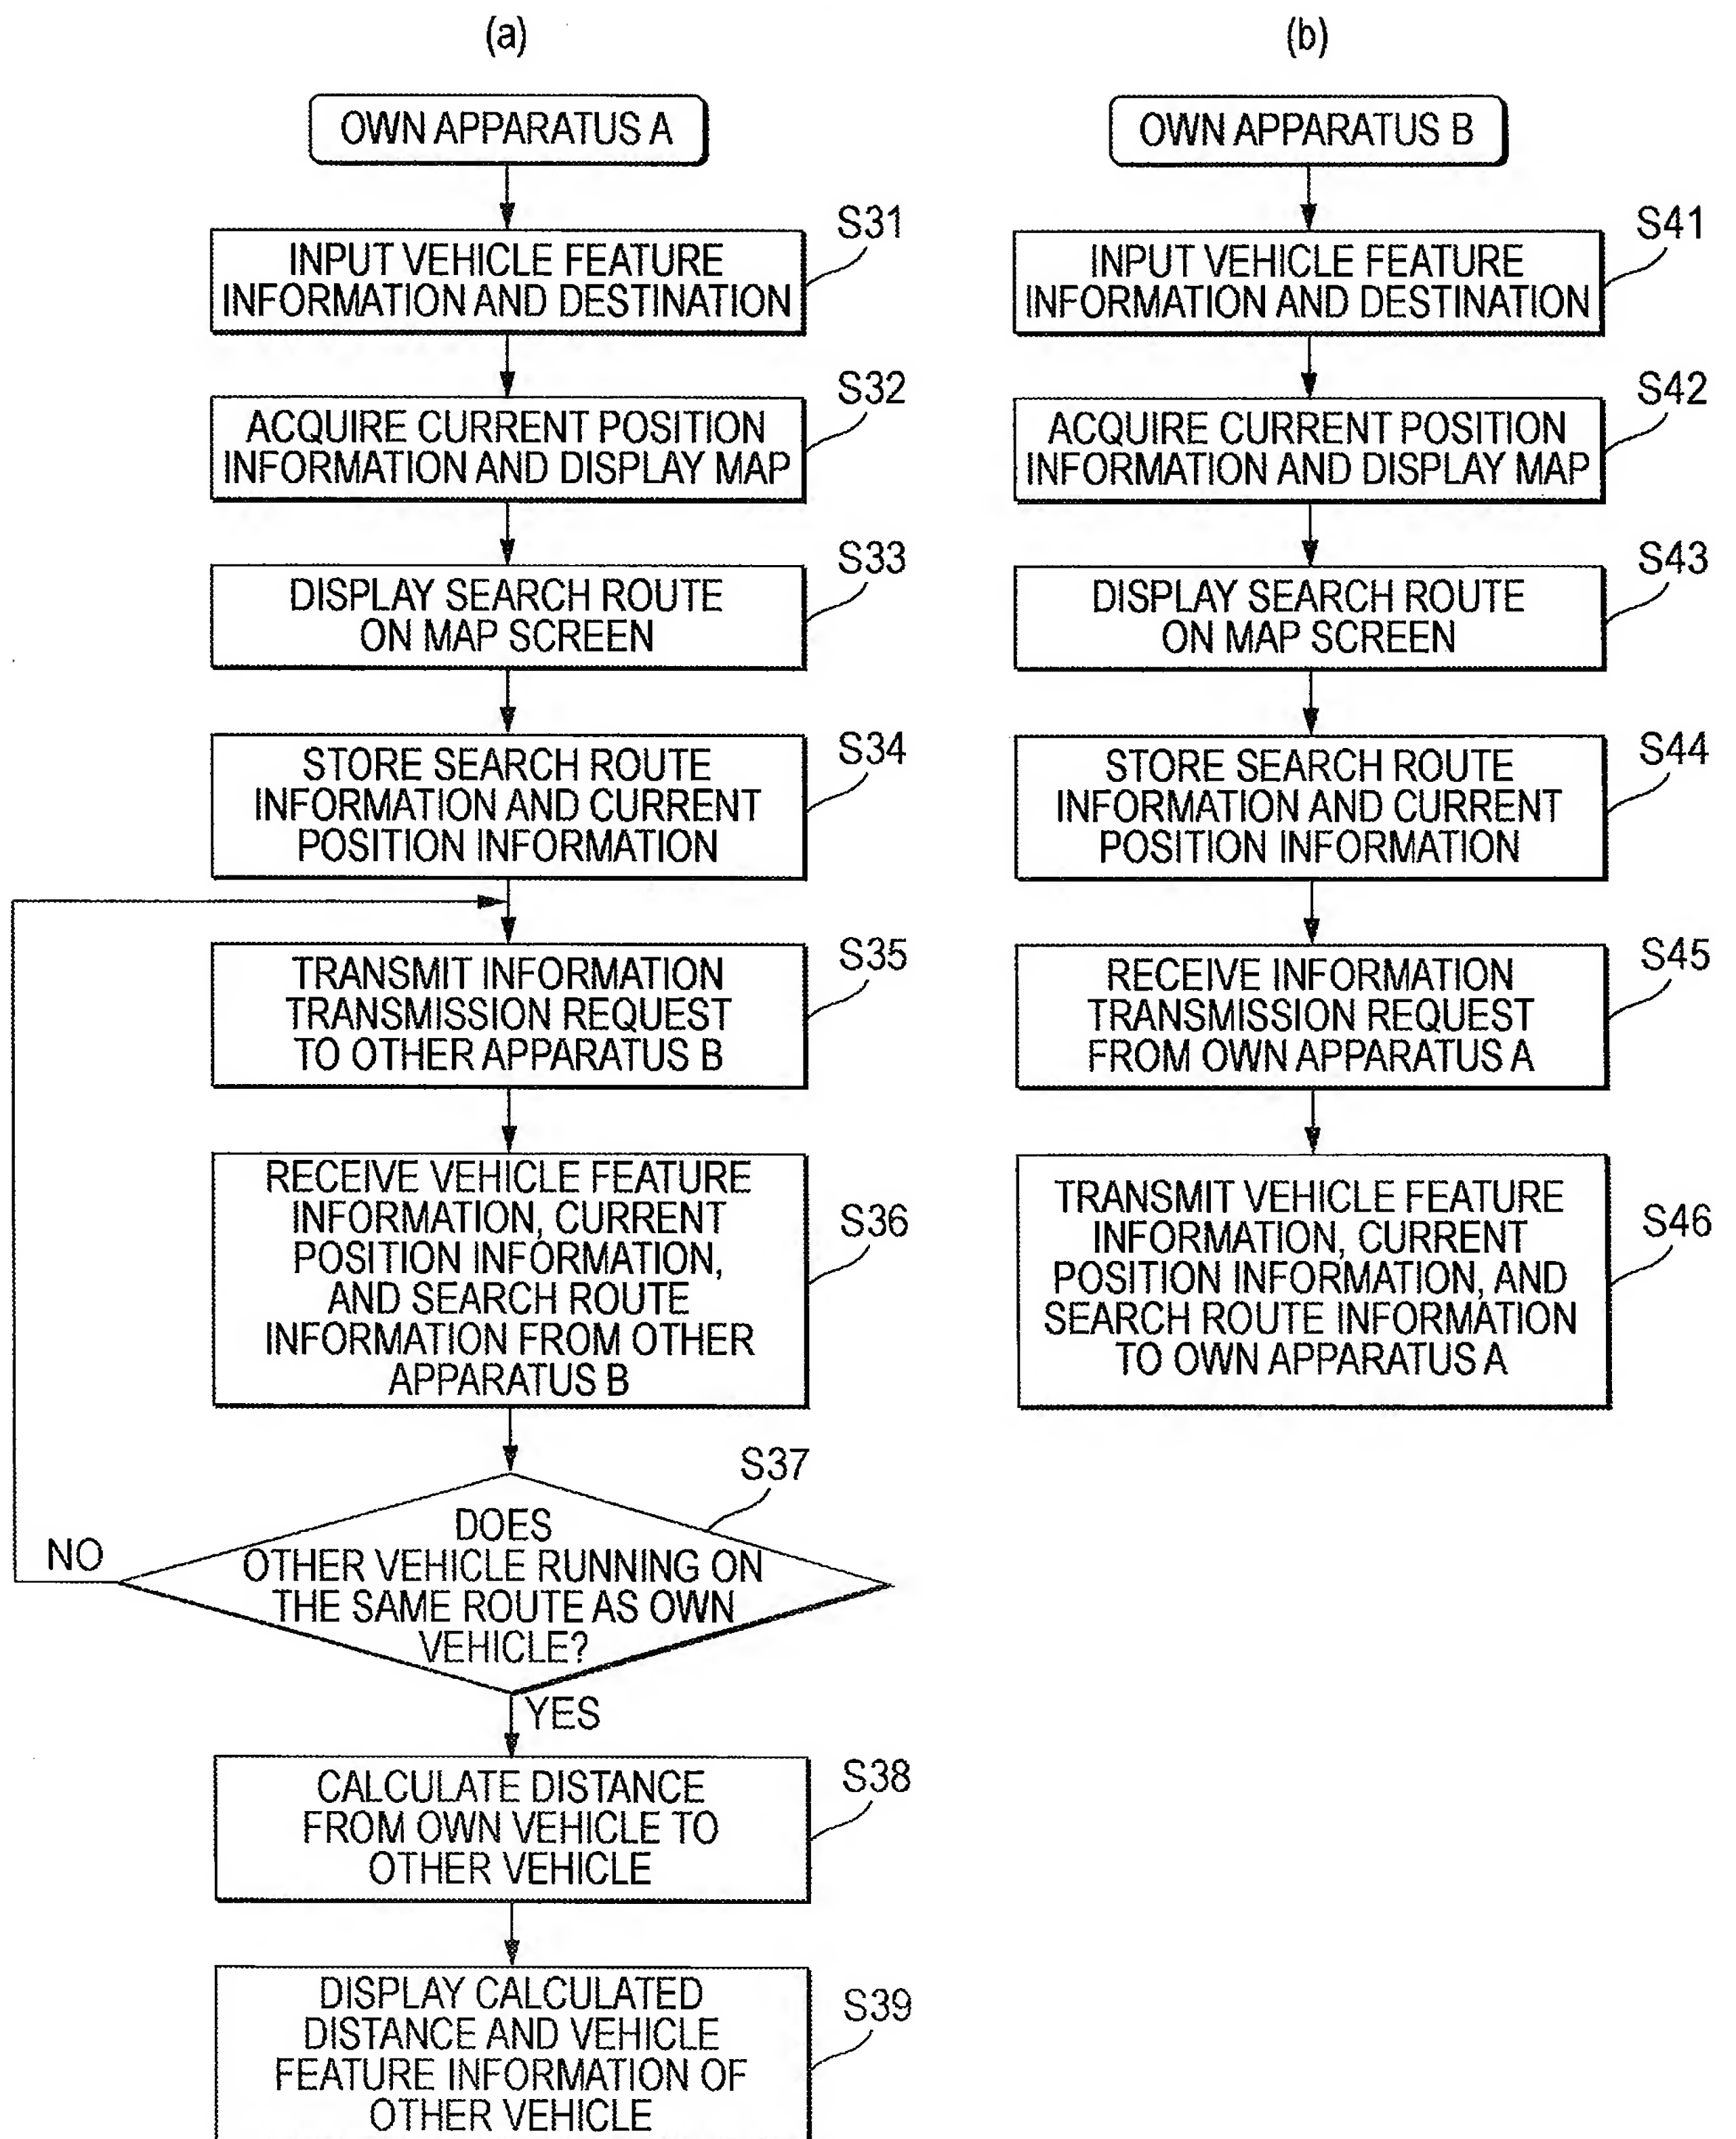 (a)
OWN APPARATUS A
S31
INPUT VEHICLE FEATURE
INFORMATION AND DESTINATION
S32
ACQUIRE CURRENT POSITION
INFORMATION AND DISPLAY MAP
S33
DISPLAY SEARCH ROUTE
ON MAP SCREEN
S34
STORE SEARCH ROUTE
INFORMATION AND CURRENT
POSITION INFORMATION
S35
TRANSMIT INFORMATION
TRANSMISSION REQUEST
TO OTHER APPARATUS B
S36
RECEIVE VEHICLE FEATURE
INFORMATION, CURRENT
POSITION INFORMATION,
AND SEARCH ROUTE
INFORMATION FROM OTHER
APPARATUS B
S37
DOES
OTHER VEHICLE RUNNING ON
THE SAME ROUTE AS OWN
VEHICLE?
NO
YES
S38
CALCULATE DISTANCE
FROM OWN VEHICLE TO
OTHER VEHICLE
S39
DISPLAY CALCULATED
DISTANCE AND VEHICLE
FEATURE INFORMATION OF
OTHER VEHICLE
(b)
OWN APPARATUS B
S41
INPUT VEHICLE FEATURE
INFORMATION AND DESTINATION
S42
ACQUIRE CURRENT POSITION
INFORMATION AND DISPLAY MAP
S43
DISPLAY SEARCH ROUTE
ON MAP SCREEN
S44
STORE SEARCH ROUTE
INFORMATION AND CURRENT
POSITION INFORMATION
S45
RECEIVE INFORMATION
TRANSMISSION REQUEST
FROM OWN APPARATUS A
S46
TRANSMIT VEHICLE FEATURE
INFORMATION, CURRENT
POSITION INFORMATION, AND
SEARCH ROUTE INFORMATION
TO OWN APPARATUS A